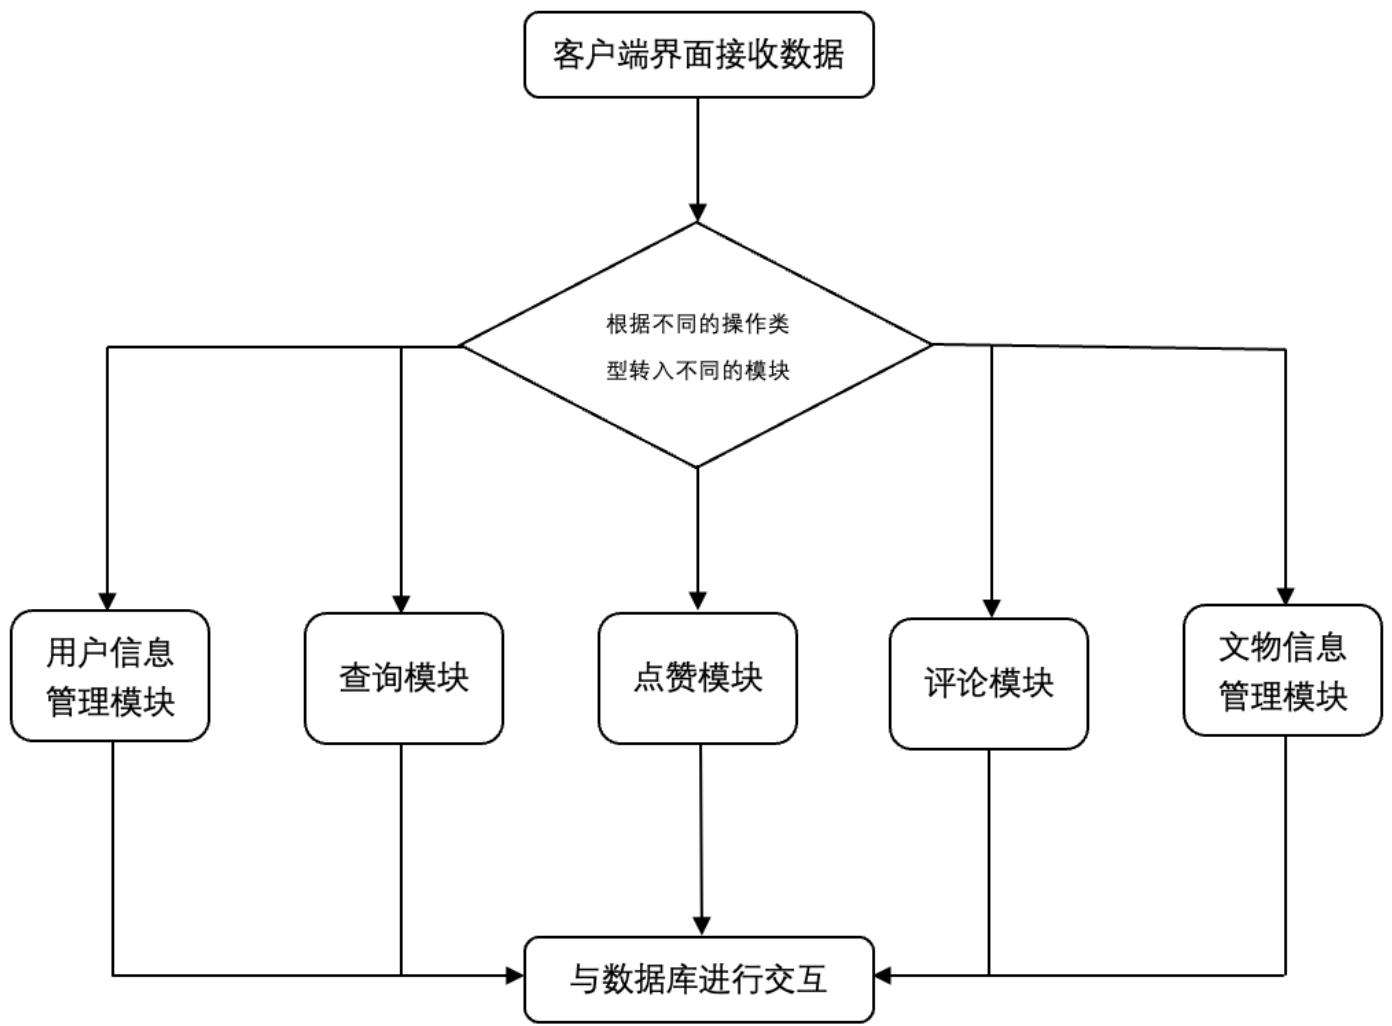 客户端界面接收数据
根据不同的操作类
型转入不同的模块
用户信息
管理模块
查询模块
点赞模块
评论模块
文物信息
管理模块
与数据库进行交互